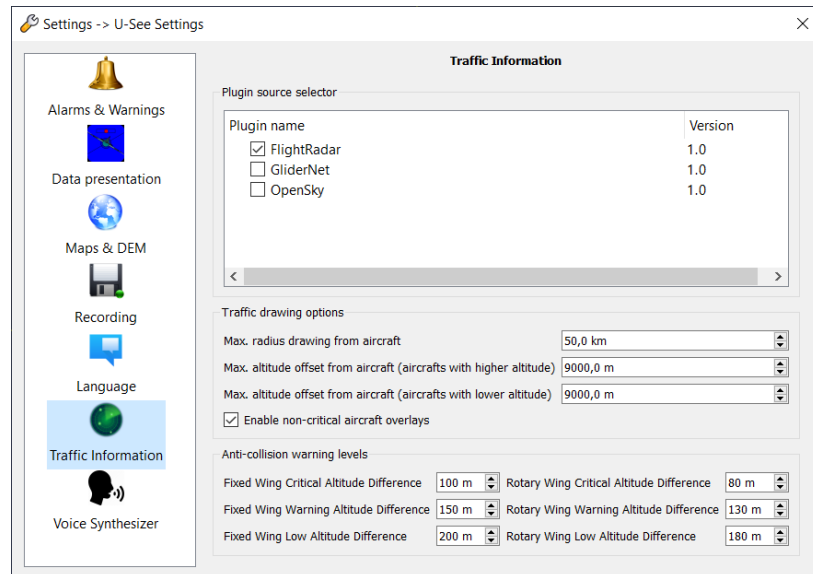 Settings -> U-See Settings
Alarms & Warnings
Data presentation
Maps & DEM
Recording
Language
Traffic Information
Voice Synthesizer
Traffic Information
Plugin source selector
Plugin name Version
FlightRadar 1.0
GliderNet 1.0
OpenSky 1.0
Traffic drawing options
Max. radius drawing from aircraft 50,0 km
Max. altitude offset from aircraft (aircrafts with higher altitude) 9000,0 m
Max. altitude offset from aircraft (aircrafts with lower altitude) 9000,0 m
Enable non-critical aircraft overlays
Anti-collision warning levels
Fixed Wing Critical Altitude Difference 100 m Rotary Wing Critical Altitude Difference 80 m
Fixed Wing Warning Altitude Difference 150 m Rotary Wing Warning Altitude Difference 130 m
Fixed Wing Low Altitude Difference 200 m Rotary Wing Low Altitude Difference 180 m